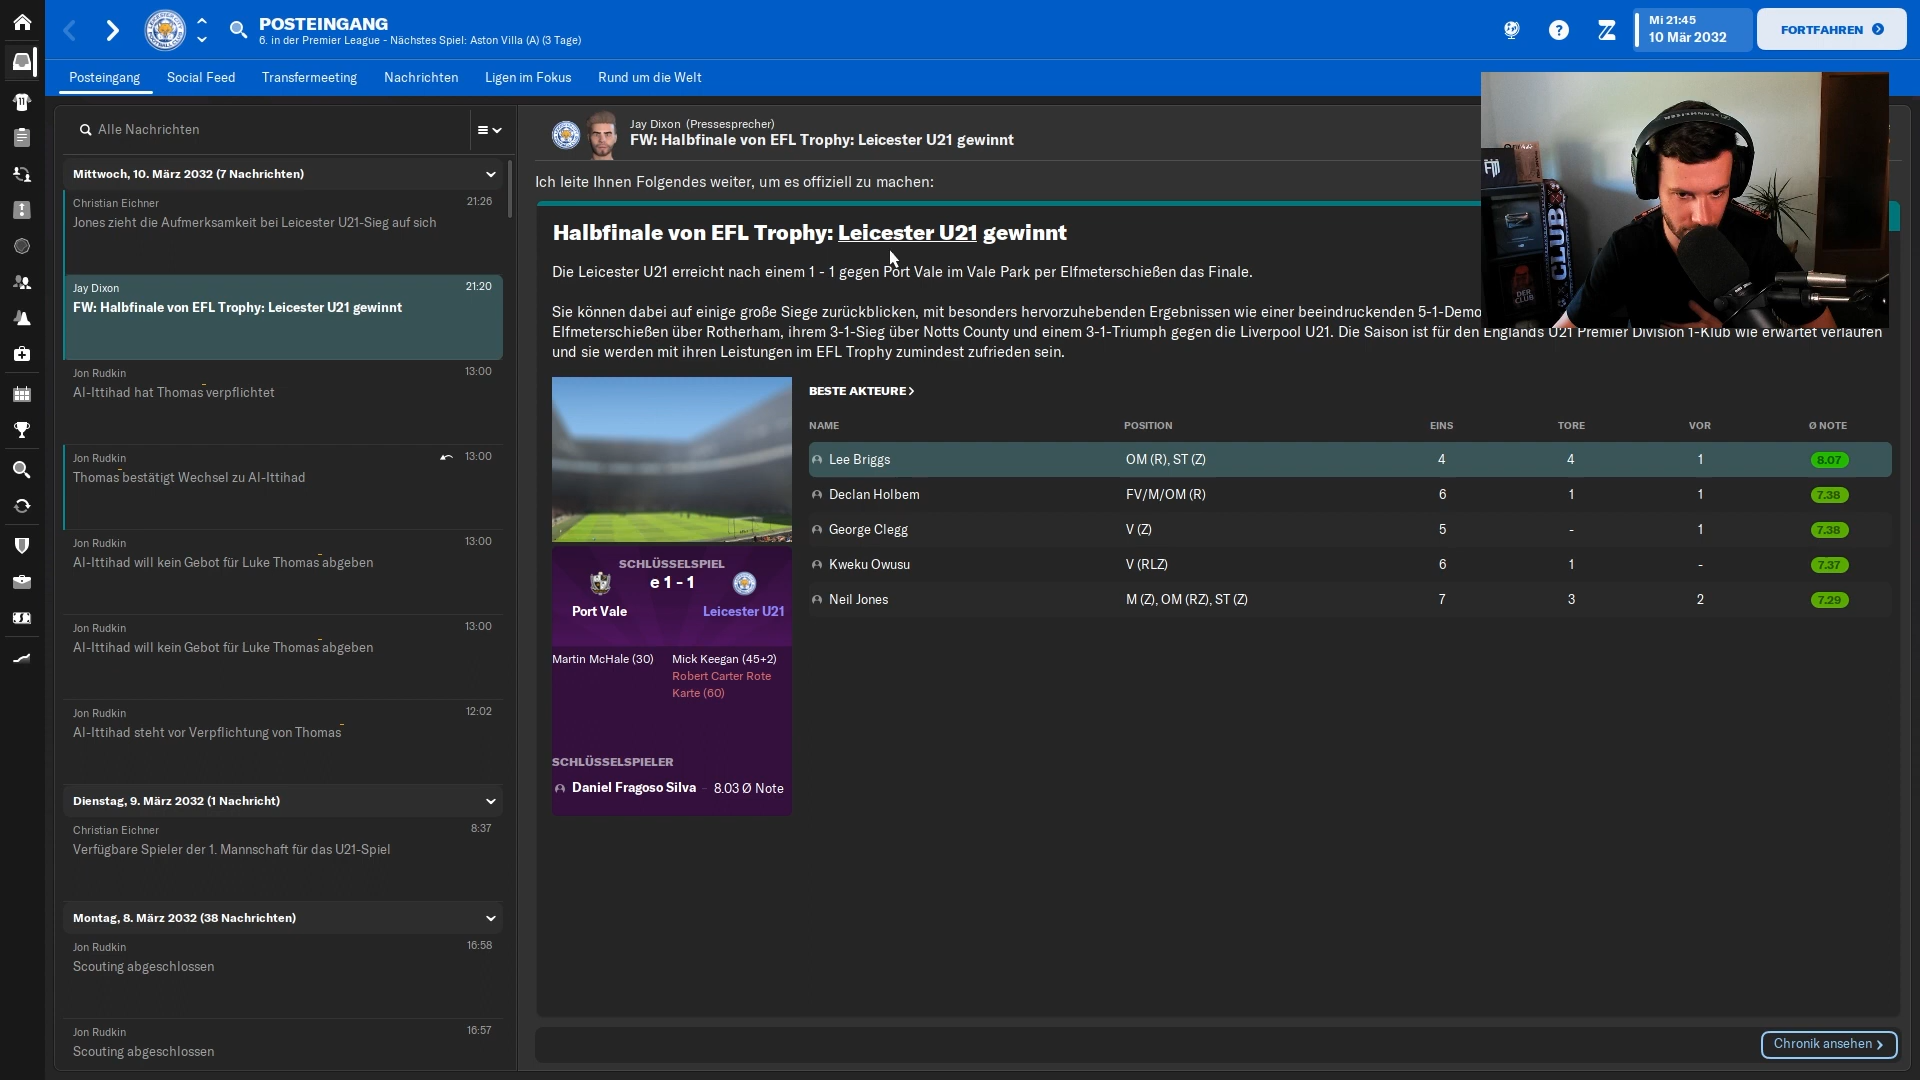 POSTEINGANG
6. in der Premier League - Nächstes Spiel: Aston Villa (A) (3 Tage)
Mi 21:45
10 Mär 2032
FORTFAHREN
Posteingang
Social Feed
Transfermeeting
Nachrichten
Ligen im Fokus
Rund um die Welt
Alle Nachrichten
Mittwoch, 10. März 2032 (7 Nachrichten)
Christian Eichner 21:26
Jones zieht die Aufmerksamkeit bei Leicester U21-Sieg auf sich
Jay Dixon 21:20
FW: Halbfinale von EFL Trophy: Leicester U21 gewinnt
Jon Rudkin 13:00
Al-Ittihad hat Thomas verpflichtet
Jon Rudkin 13:00
Thomas bestätigt Wechsel zu Al-Ittihad
Jon Rudkin 13:00
Al-Ittihad will kein Gebot für Luke Thomas abgeben
Jon Rudkin 13:00
Al-Ittihad will kein Gebot für Luke Thomas abgeben
Jon Rudkin 12:02
Al-Ittihad steht vor Verpflichtung von Thomas
Dienstag, 9. März 2032 (1 Nachricht)
Christian Eichner 8:37
Verfügbare Spieler der 1. Mannschaft für das U21-Spiel
Montag, 8. März 2032 (38 Nachrichten)
Jon Rudkin 16:58
Scouting abgeschlossen
Jon Rudkin 16:57
Scouting abgeschlossen
Jay Dixon (Pressesprecher)
FW: Halbfinale von EFL Trophy: Leicester U21 gewinnt
Ich leite Ihnen Folgendes weiter, um es offiziell zu machen:
Halbfinale von EFL Trophy: Leicester U21 gewinnt
Die Leicester U21 erreicht nach einem 1 - 1 gegen Port Vale im Vale Park per Elfmeterschießen das Finale.
Sie können dabei auf einige große Siege zurückblicken, mit besonders hervorzuhebenden Ergebnissen wie einer beeindruckenden 5-1-Demo
Elfmeterschießen über Rotherham, ihrem 3-1-Sieg über Notts County und einem 3-1-Triumph gegen die Liverpool U21. Die Saison ist für den Englands U21 Premier Division 1-Klub wie erwartet verlaufen
und sie werden mit ihren Leistungen im EFL Trophy zumindest zufrieden sein.
BESTE AKTEURE
NAME POSITION EINS TORE VOR Ø NOTE
Lee Briggs OM (R), ST (Z) 4 4 1 8.07
Declan Holbem FV/M/OM (R) 6 1 1 7.38
George Clegg V (Z) 5 - 1 7.38
Kweku Owusu V (RLZ) 6 1 - 7.37
Neil Jones M (Z), OM (RZ), ST (Z) 7 3 2 7.29
SCHLÜSSELSPIEL
e 1 - 1
Port Vale Leicester U21
Martin McHale (30) Mick Keegan (45+2)
Robert Carter Rote
Karte (60)
SCHLÜSSELSPIELER
Daniel Fragoso Silva - 8.03 Ø Note
Chronik ansehen
FM
CLUB
DER
CLUB